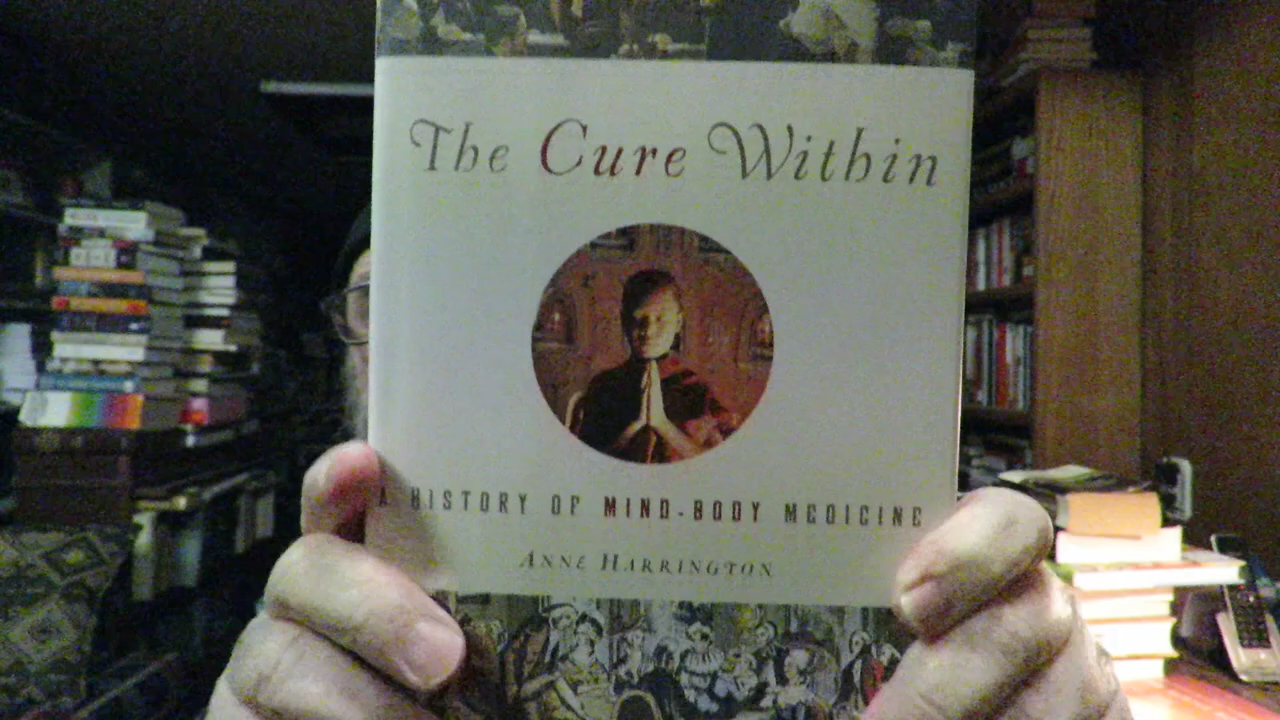 The Cure Within
A HISTORY OF MIND-BODY MEDICINE
ANNE HARRINGTON